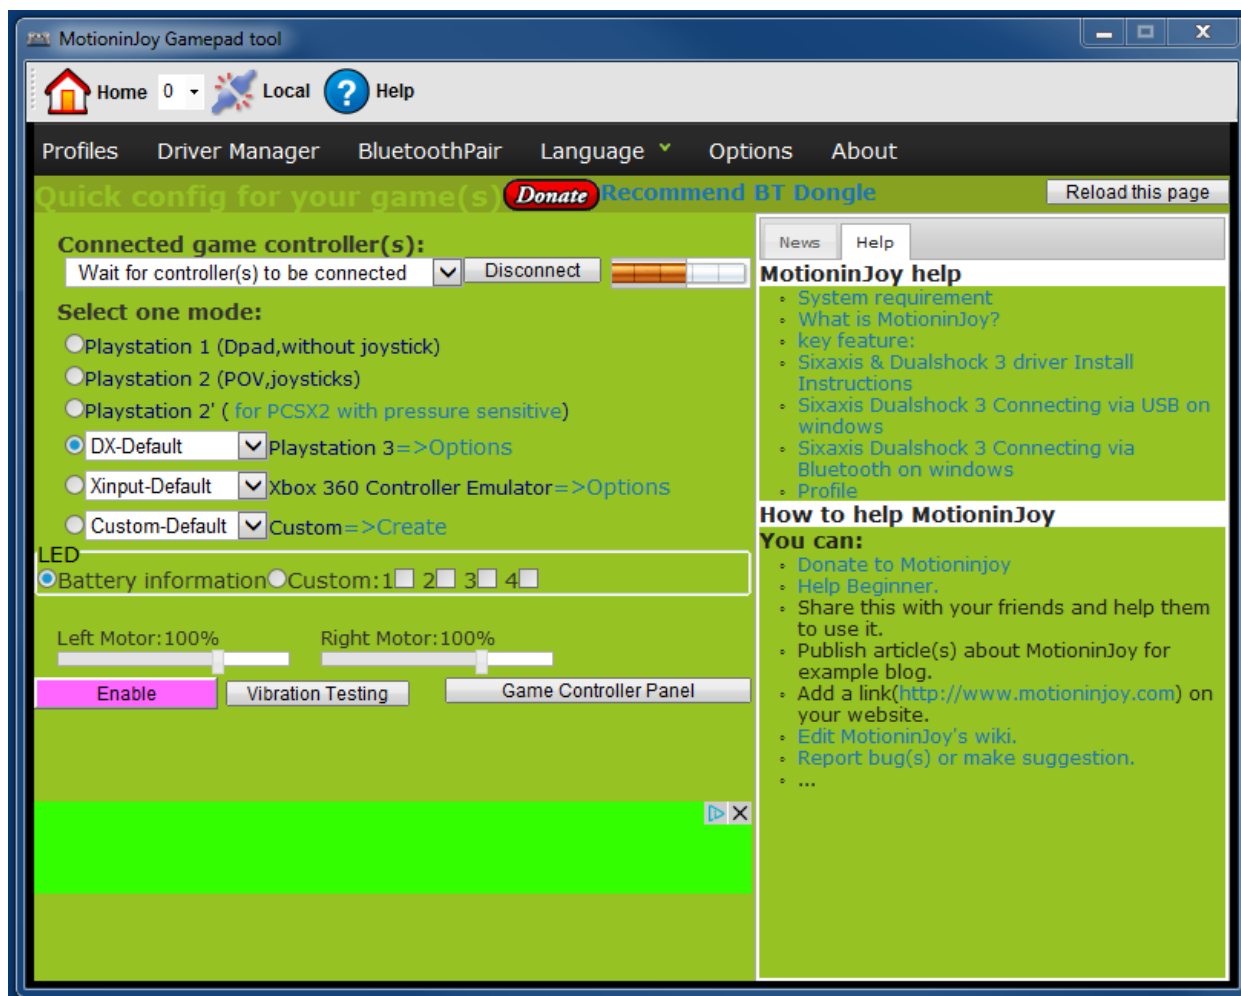 MotioninJoy Gamepad tool
Home 0 Local ? Help
Profiles Driver Manager BluetoothPair Language Options About
Quick config for your game(s) Donate Recommend BT Dongle Reload this page
Connected game controller(s):
Wait for controller(s) to be connected Disconnect
Select one mode:
Playstation 1 (Dpad,without joystick)
Playstation 2 (POV,joysticks)
Playstation 2' ( for PCSX2 with pressure sensitive)
DX-Default Playstation 3=>Options
Xinput-Default Xbox 360 Controller Emulator=>Options
Custom-Default Custom=>Create
LED
Battery information Custom:1 2 3 4
Left Motor:100% Right Motor:100%
Enable Vibration Testing Game Controller Panel
News Help
MotioninJoy help
System requirement
What is MotioninJoy?
key feature:
Sixaxis & Dualshock 3 driver Install
Instructions
Sixaxis Dualshock 3 Connecting via USB on
windows
Sixaxis Dualshock 3 Connecting via
Bluetooth on windows
Profile
How to help MotioninJoy
You can:
Donate to Motioninjoy
Help Beginner.
Share this with your friends and help them
to use it.
Publish article(s) about MotioninJoy for
example blog.
Add a link(http://www.motioninjoy.com) on
your website.
Edit MotioninJoy's wiki.
Report bug(s) or make suggestion.
...